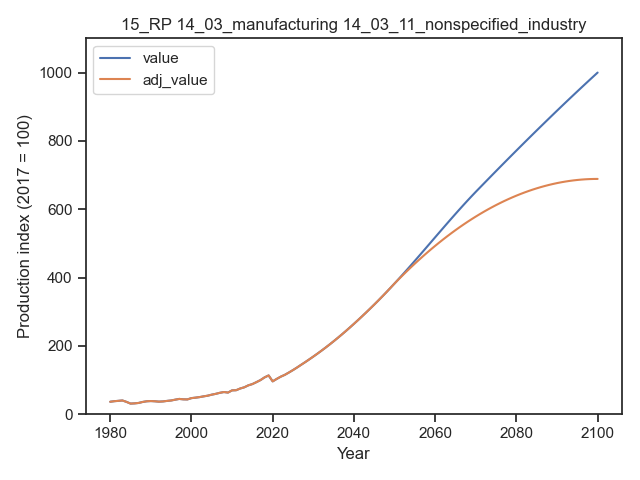 15_RP 14_03_manufacturing 14_03_11_nonspecified_industry
value
adj_value
Production index (2017 = 100)
1000
800
600
400
200
0
1980 2000 2020 2040 2060 2080 2100
Year